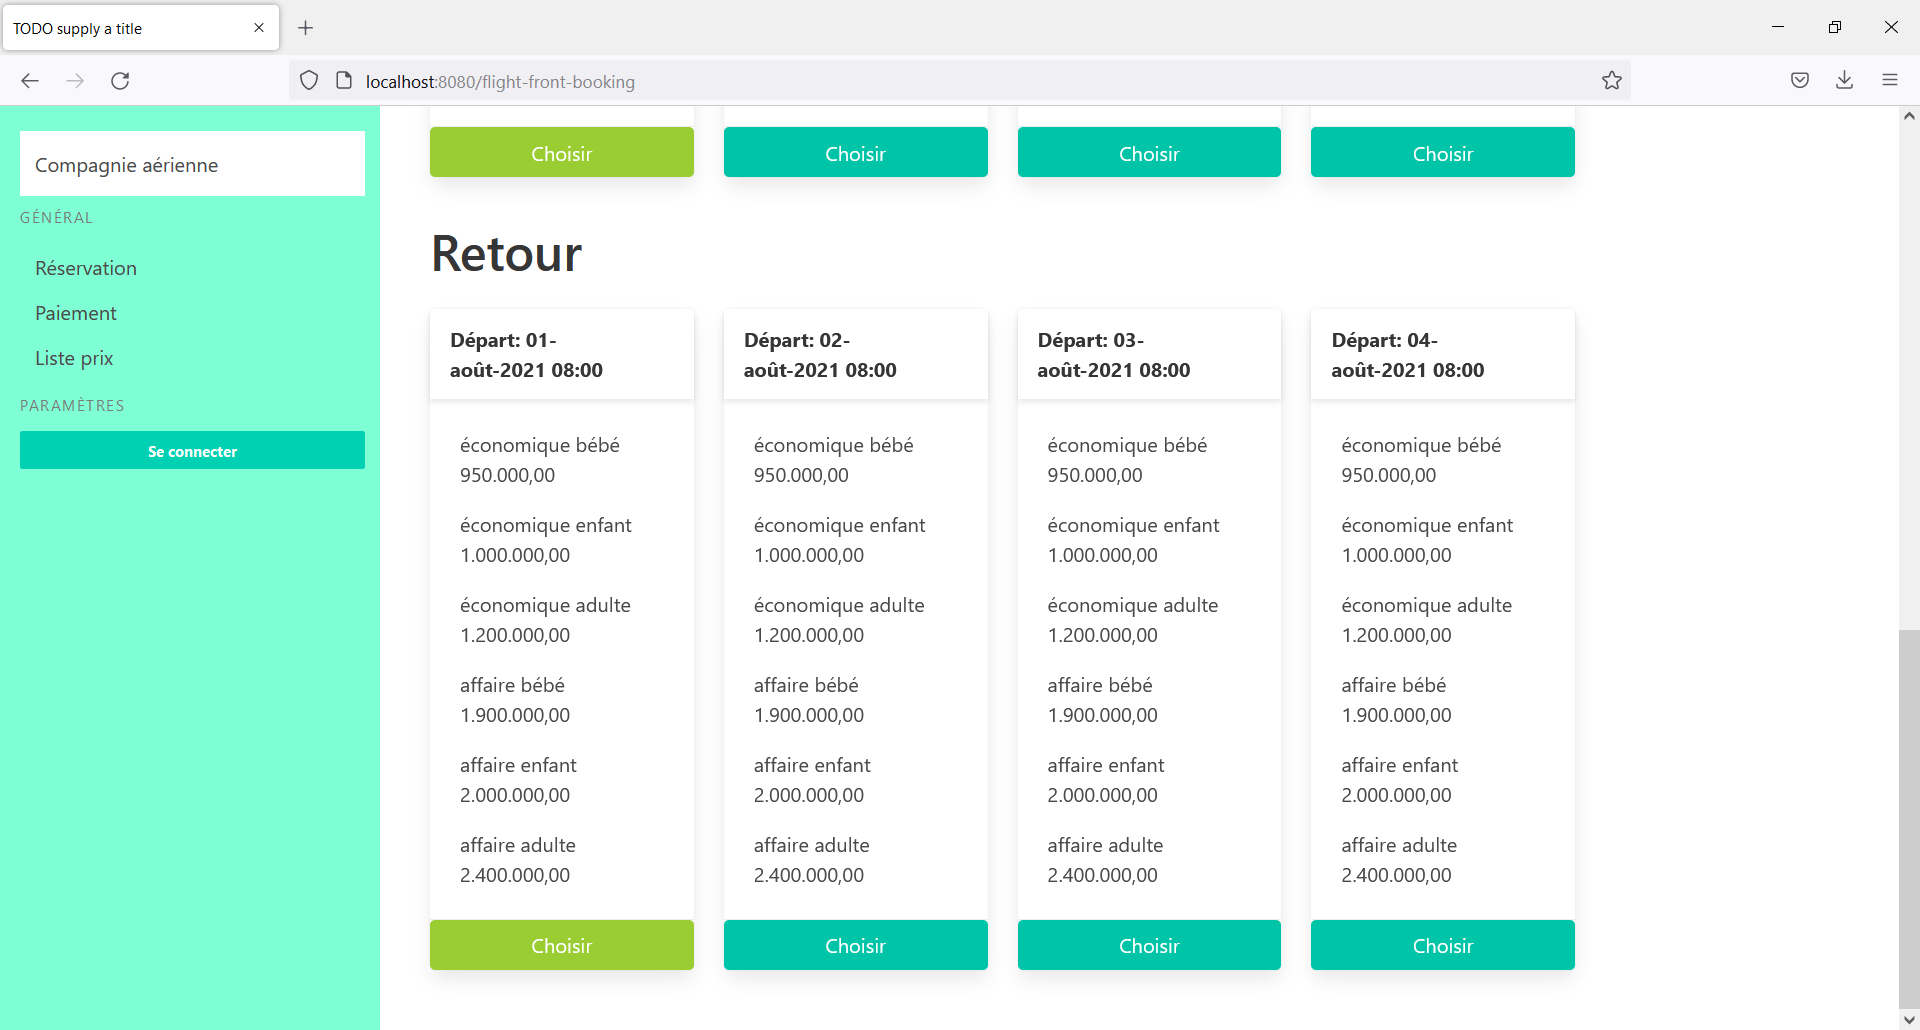 TODO supply a title
localhost:8080/flight-front-booking
Compagnie aérienne
GÉNÉRAL
Réservation
Paiement
Liste prix
PARAMÈTRES
Se connecter
Choisir
Choisir
Choisir
Choisir
Retour
Départ: 01-
août-2021 08:00
économique bébé
950.000,00
économique enfant
1.000.000,00
économique adulte
1.200.000,00
affaire bébé
1.900.000,00
affaire enfant
2.000.000,00
affaire adulte
2.400.000,00
Choisir
Départ: 02-
août-2021 08:00
économique bébé
950.000,00
économique enfant
1.000.000,00
économique adulte
1.200.000,00
affaire bébé
1.900.000,00
affaire enfant
2.000.000,00
affaire adulte
2.400.000,00
Choisir
Départ: 03-
août-2021 08:00
économique bébé
950.000,00
économique enfant
1.000.000,00
économique adulte
1.200.000,00
affaire bébé
1.900.000,00
affaire enfant
2.000.000,00
affaire adulte
2.400.000,00
Choisir
Départ: 04-
août-2021 08:00
économique bébé
950.000,00
économique enfant
1.000.000,00
économique adulte
1.200.000,00
affaire bébé
1.900.000,00
affaire enfant
2.000.000,00
affaire adulte
2.400.000,00
Choisir